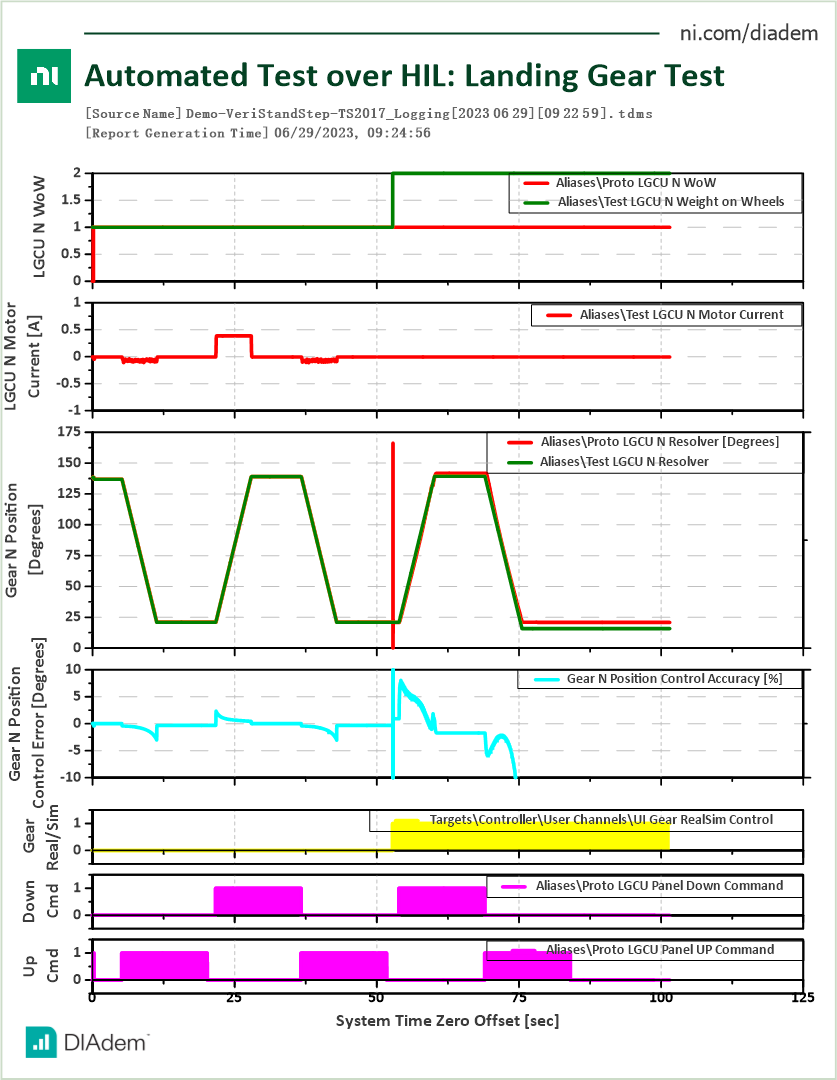 ni.com/diadem
ni
Automated Test over HIL: Landing Gear Test
[Source Name] Demo-VeriStandStep-TS2017_Logging[2023 06 29][09 22 59].tdms
[Report Generation Time] 06/29/2023, 09:24:56
LGCU N WoW
2
1.5
1
0.5
0
Aliases\Proto LGCU N WoW
Aliases\Test LGCU N Weight on Wheels
LGCU N Motor
Current [A]
1
0.5
0
-0.5
-1
Aliases\Test LGCU N Motor Current
Gear N Position
[Degrees]
175
150
125
100
75
50
25
0
Aliases\Proto LGCU N Resolver [Degrees]
Aliases\Test LGCU N Resolver
Gear N Position
Control Error [Degrees]
10
5
0
-5
-10
Gear N Position Control Accuracy [%]
Gear
Real/Sim
1
0
Targets\Controller\User Channels\UI Gear RealSim Control
Down
Cmd
1
0
Aliases\Proto LGCU Panel Down Command
Up
Cmd
1
0
Aliases\Proto LGCU Panel UP Command
0 25 50 75 100 125
System Time Zero Offset [sec]
DIAdem™